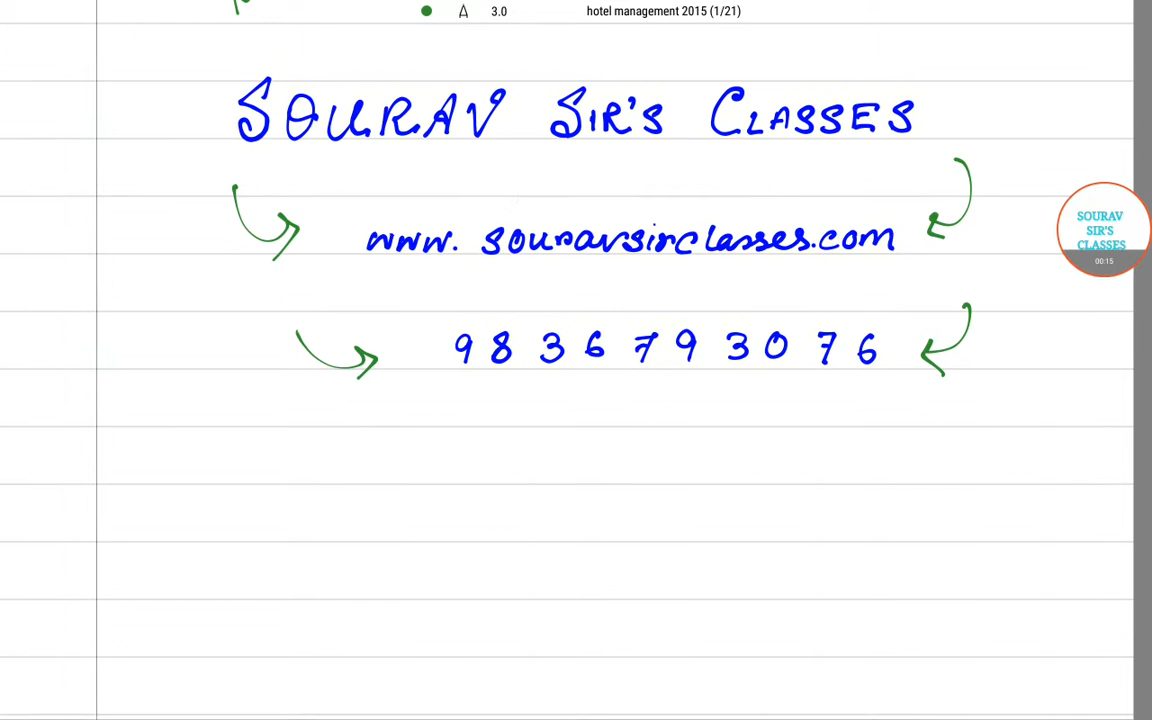 A 3.0 hotel management 2015 (1/21)
SOURAV SIR'S CLASSES
www.souravsirclasses.com
9836793076
SOURAV
SIR'S
CLASSES
00:15